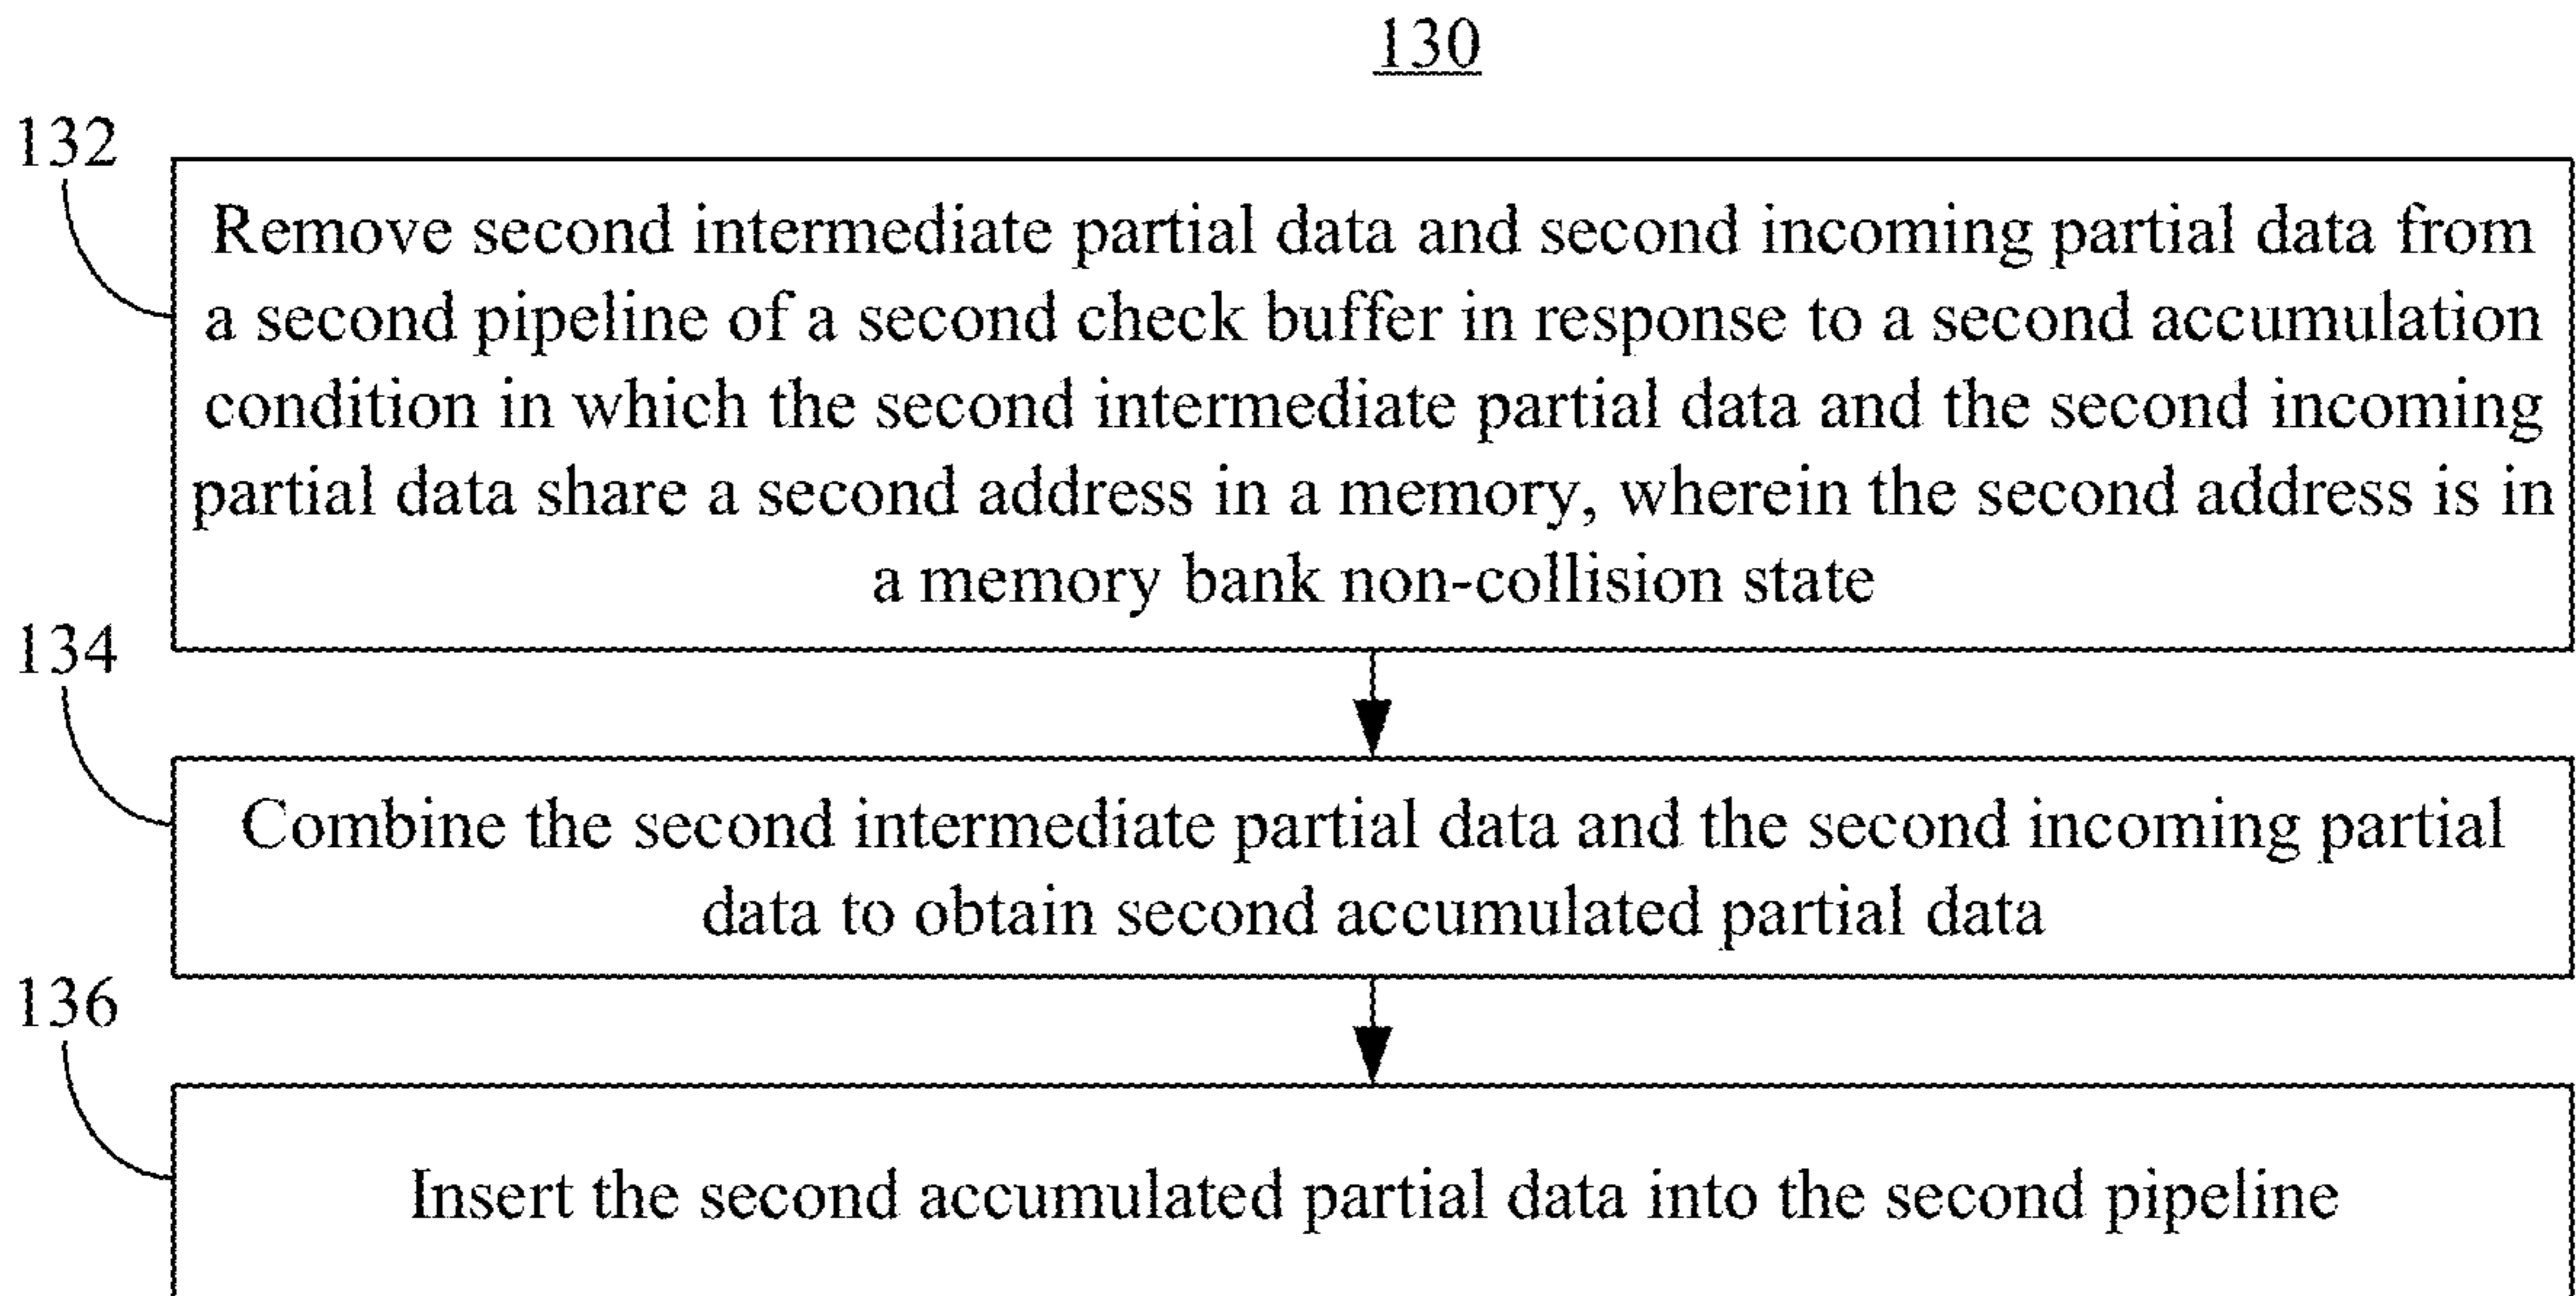 130
132
Remove second intermediate partial data and second incoming partial data from
a second pipeline of a second check buffer in response to a second accumulation
condition in which the second intermediate partial data and the second incoming
partial data share a second address in a memory, wherein the second address is in
a memory bank non-collision state
134
Combine the second intermediate partial data and the second incoming partial
data to obtain second accumulated partial data
136
Insert the second accumulated partial data into the second pipeline